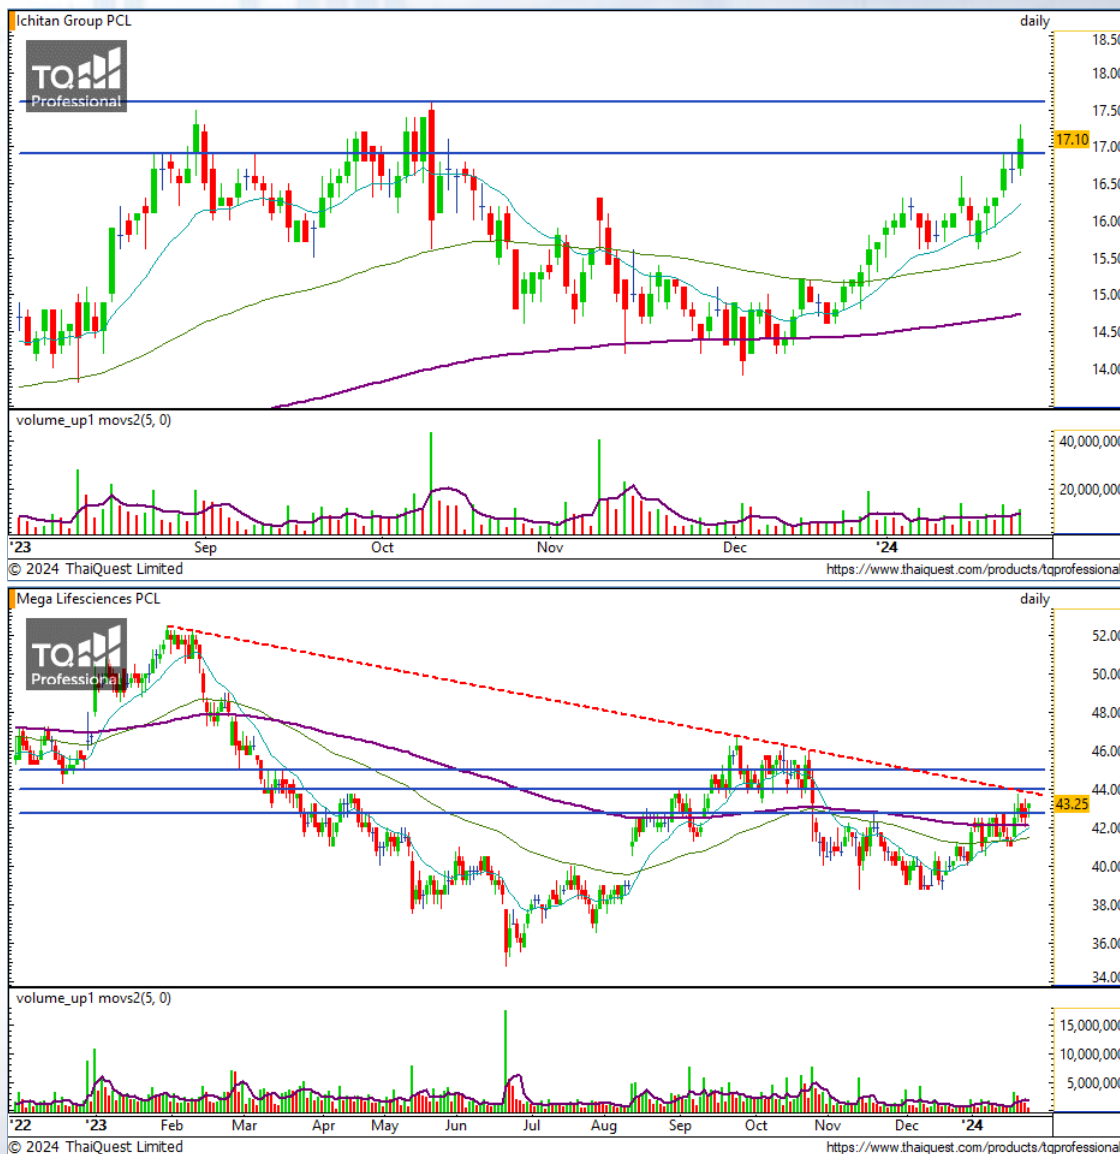 Ichitan Group PCL daily
TQ
Professional
18.50
18.00
17.50
17.10
17.00
16.50
16.00
15.50
15.00
14.50
14.00
volume_up1 movs2(5, 0)
40,000,000
20,000,000
'23 Sep Oct Nov Dec '24
© 2024 ThaiQuest Limited https://www.thaiquest.com/products/tqprofessional
Mega Lifesciences PCL daily
TQ
Professional
52.00
50.00
48.00
46.00
44.00
43.25
42.00
40.00
38.00
36.00
34.00
volume_up1 movs2(5, 0)
15,000,000
10,000,000
5,000,000
'22 '23 Feb Mar Apr May Jun Jul Aug Sep Oct Nov Dec '24
© 2024 ThaiQuest Limited https://www.thaiquest.com/products/tqprofessional